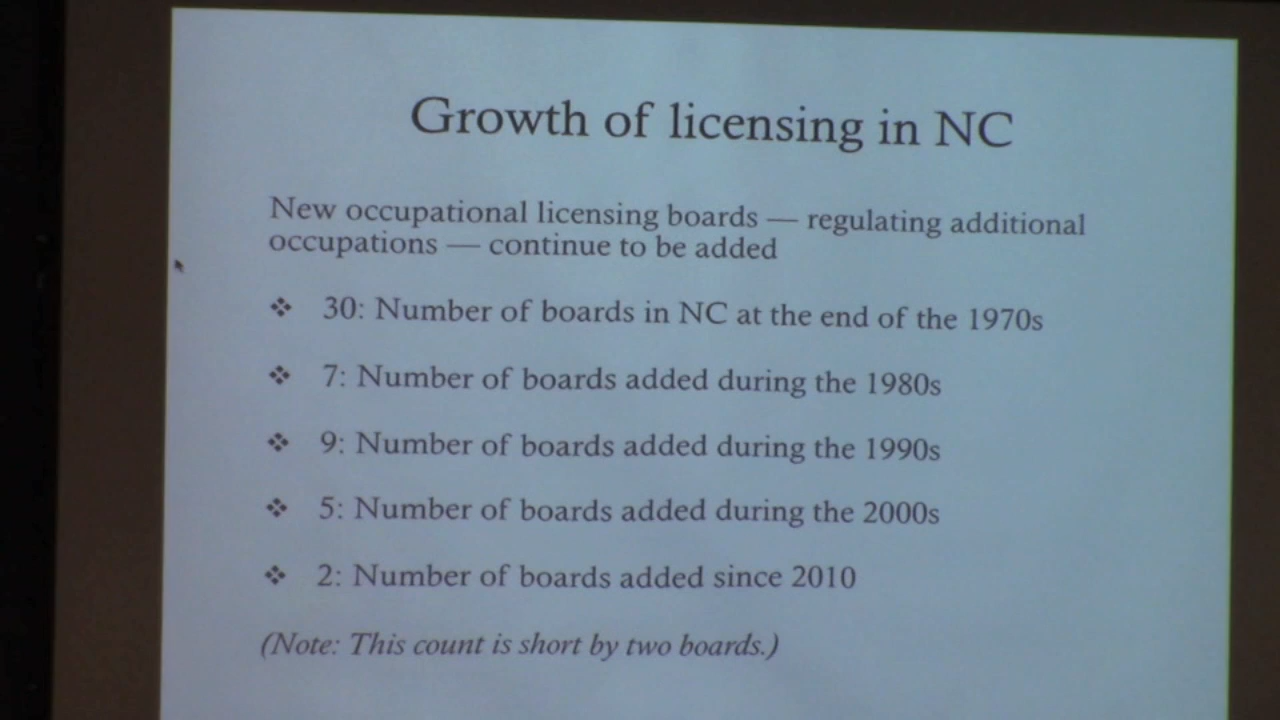 Growth of licensing in NC
New occupational licensing boards — regulating additional
occupations — continue to be added
❖ 30: Number of boards in NC at the end of the 1970s
❖ 7: Number of boards added during the 1980s
❖ 9: Number of boards added during the 1990s
❖ 5: Number of boards added during the 2000s
❖ 2: Number of boards added since 2010
(Note: This count is short by two boards.)